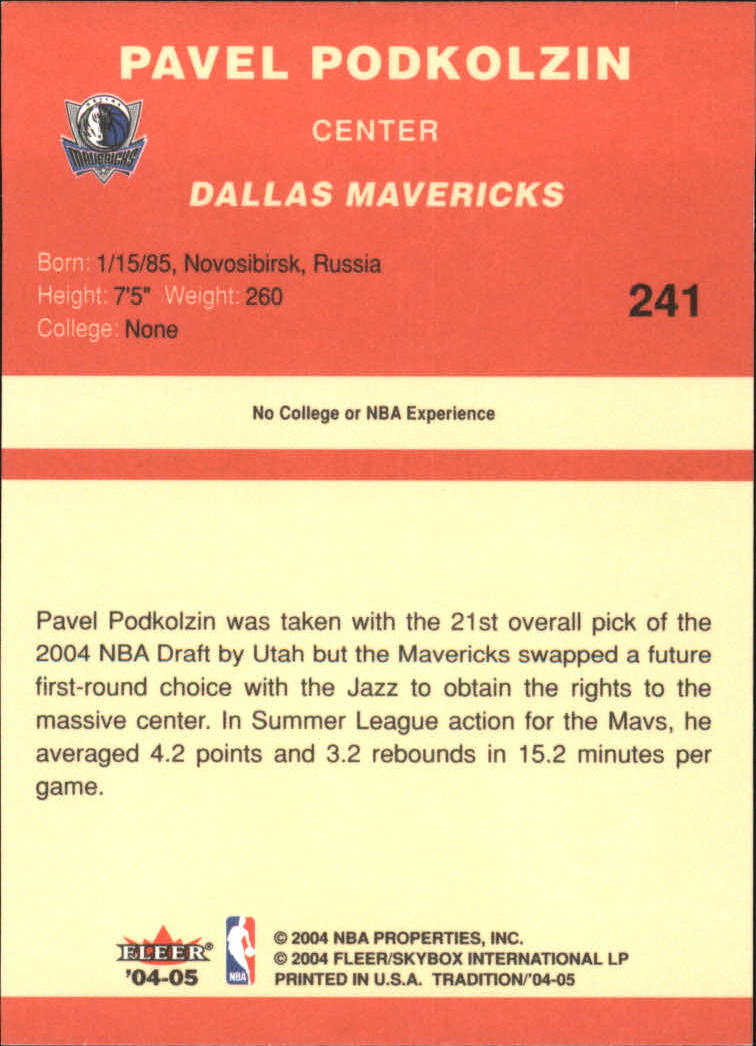 PAVEL PODKOLZIN
CENTER
MAVERICKS
DALLAS MAVERICKS
Born: 1/15/85, Novosibirsk, Russia
Height: 7'5" Weight: 260
241
College: None
No College or NBA Experience
Pavel Podkolzin was taken with the 21st overall pick of the
2004 NBA Draft by Utah but the Mavericks swapped a future
first-round choice with the Jazz to obtain the rights to the
massive center. In Summer League action for the Mavs, he
averaged 4.2 points and 3.2 rebounds in 15.2 minutes per
game.
FLEER®
'04-05
NBA
© 2004 NBA PROPERTIES, INC.
© 2004 FLEER/SKYBOX INTERNATIONAL LP
PRINTED IN U.S.A. TRADITION/'04-05